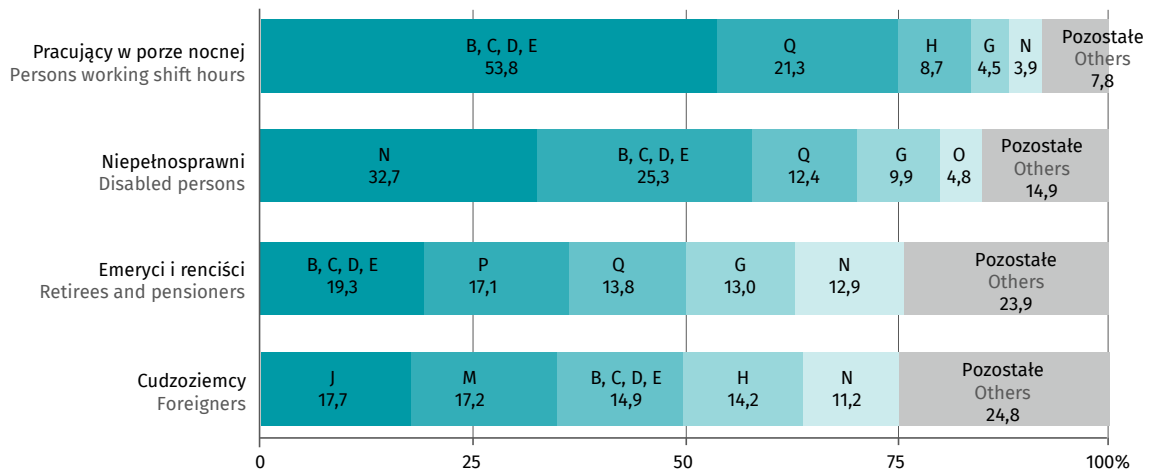 Pracujący w porze nocnej
Persons working shift hours
B, C, D, E
53,8
Q
21,3
H
8,7
G
4,5
N
3,9
Pozostałe
Others
7,8
Niepełnosprawni
Disabled persons
N
32,7
B, C, D, E
25,3
Q
12,4
G
9,9
O
4,8
Pozostałe
Others
14,9
Emeryci i renciści
Retirees and pensioners
B, C, D, E
19,3
P
17,1
Q
13,8
G
13,0
N
12,9
Pozostałe
Others
23,9
Cudzoziemcy
Foreigners
J
17,7
M
17,2
B, C, D, E
14,9
H
14,2
N
11,2
Pozostałe
Others
24,8
0 25 50 75 100%